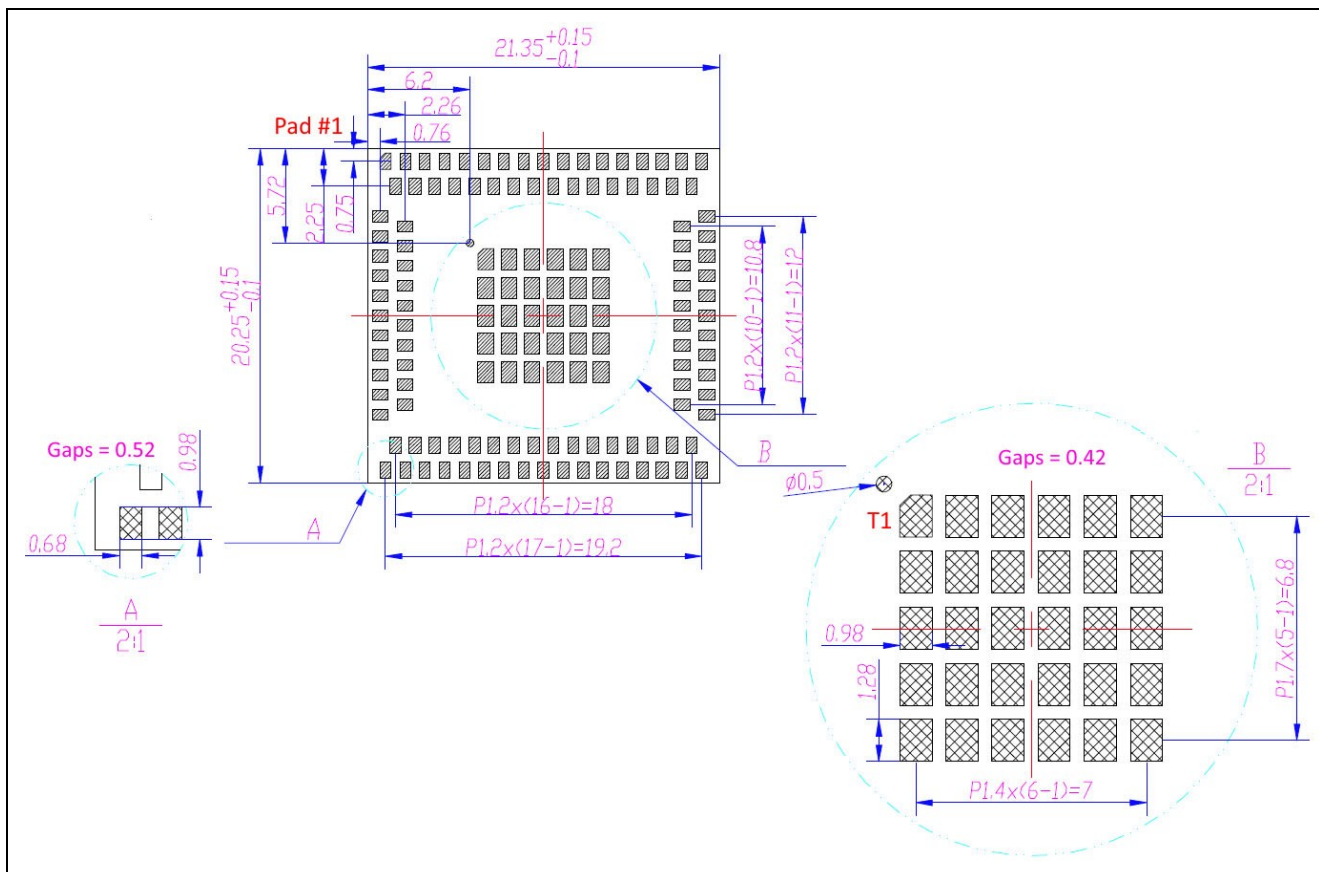 21.35 +0.15 -0.1
6.2
2.26
Pad #1
0.76
5.72
2.25
0.75
20.25 +0.15 -0.1
P1.2x(10-1)=10.8
P1.2x(11-1)=12
Gaps = 0.52
0.98
0.68
A
2:1
A
B
P1.2x(16-1)=18
P1.2x(17-1)=19.2
Gaps = 0.42
B
2:1
ø0.5
T1
0.98
1.28
P1.7x(5-1)=6.8
P1.4x(6-1)=7